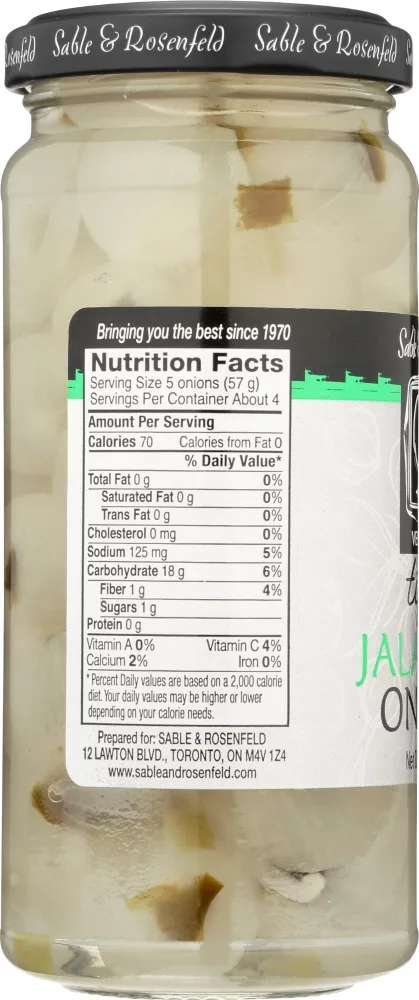 Sable & Rosenfeld Sable & Rosenfeld
Bringing you the best since 1970
Nutrition Facts
Serving Size 5 onions (57 g)
Servings Per Container About 4
Amount Per Serving
Calories 70 Calories from Fat 0
% Daily Value*
Total Fat 0 g 0%
Saturated Fat 0 g 0%
Trans Fat 0 g 0%
Cholesterol 0 mg 0%
Sodium 125 mg 5%
Carbohydrate 18 g 6%
Fiber 1 g 4%
Sugars 1 g
Protein 0 g
Vitamin A 0% Vitamin C 4%
Calcium 2% Iron 0%
*Percent Daily values are based on a 2,000 calorie
diet. Your daily values may be higher or lower
depending on your calorie needs.
Prepared for: SABLE & ROSENFELD
12 LAWTON BLVD., TORONTO, ON M4V 1Z4
www.sableandrosenfeld.com